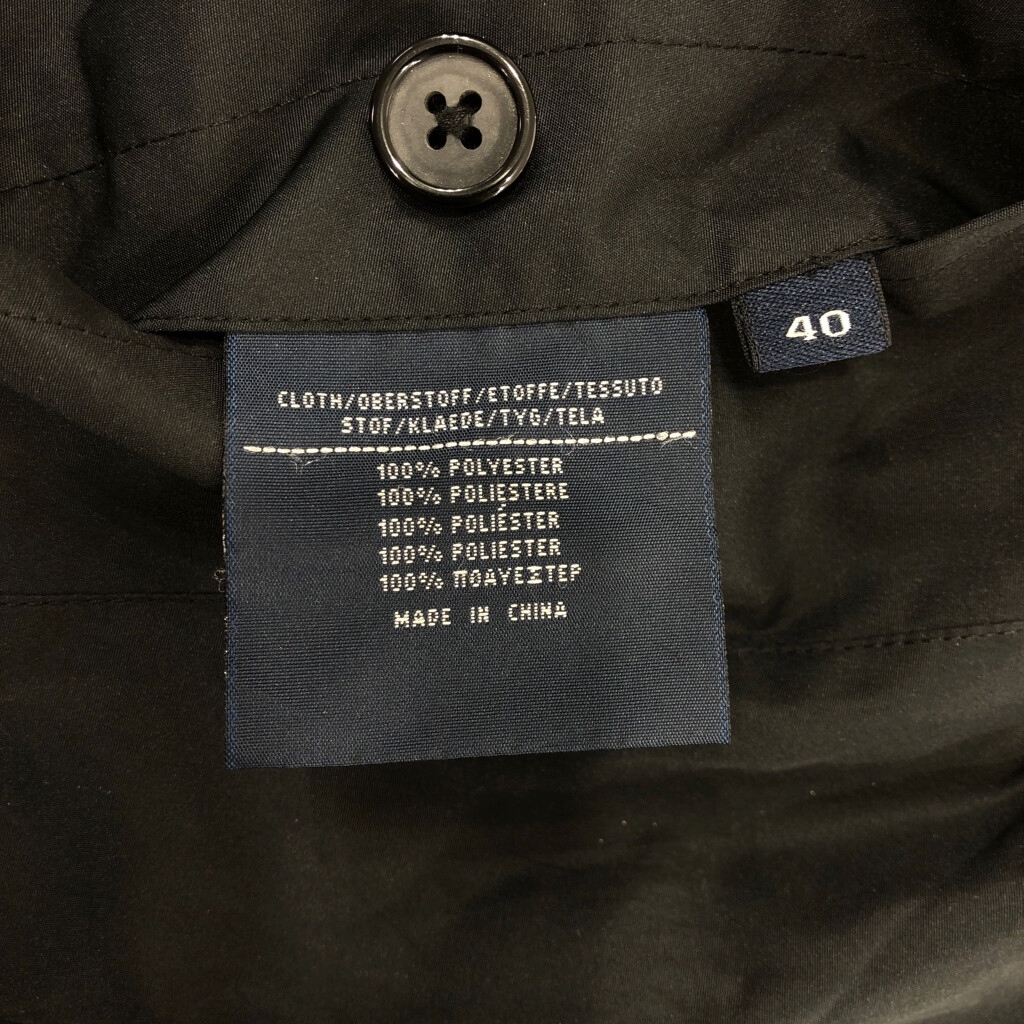 CLOTH/OBERSTOFF/ETOFFE/TESSUTO
STOF/KLAEDE/TYG/TELA
100% POLYESTER
100% POLIESTERE
100% POLIÉSTER
100% POLIESTER
100% ΠΟΛΥΕΣΤΕΡ
MADE IN CHINA
40